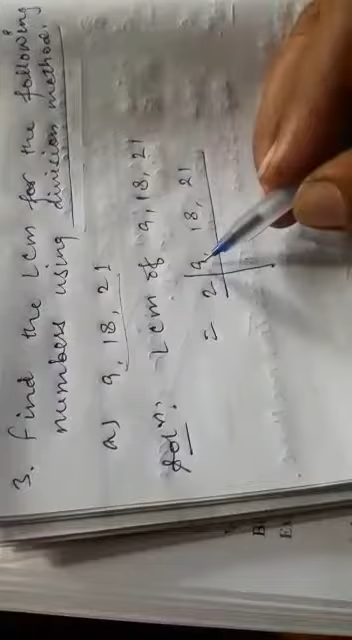 3. Find the LCM for the following
numbers using division method.
a) 9, 18, 21
Solⁿ: LCM of 9, 18, 21
= 2 | 9, 18, 21